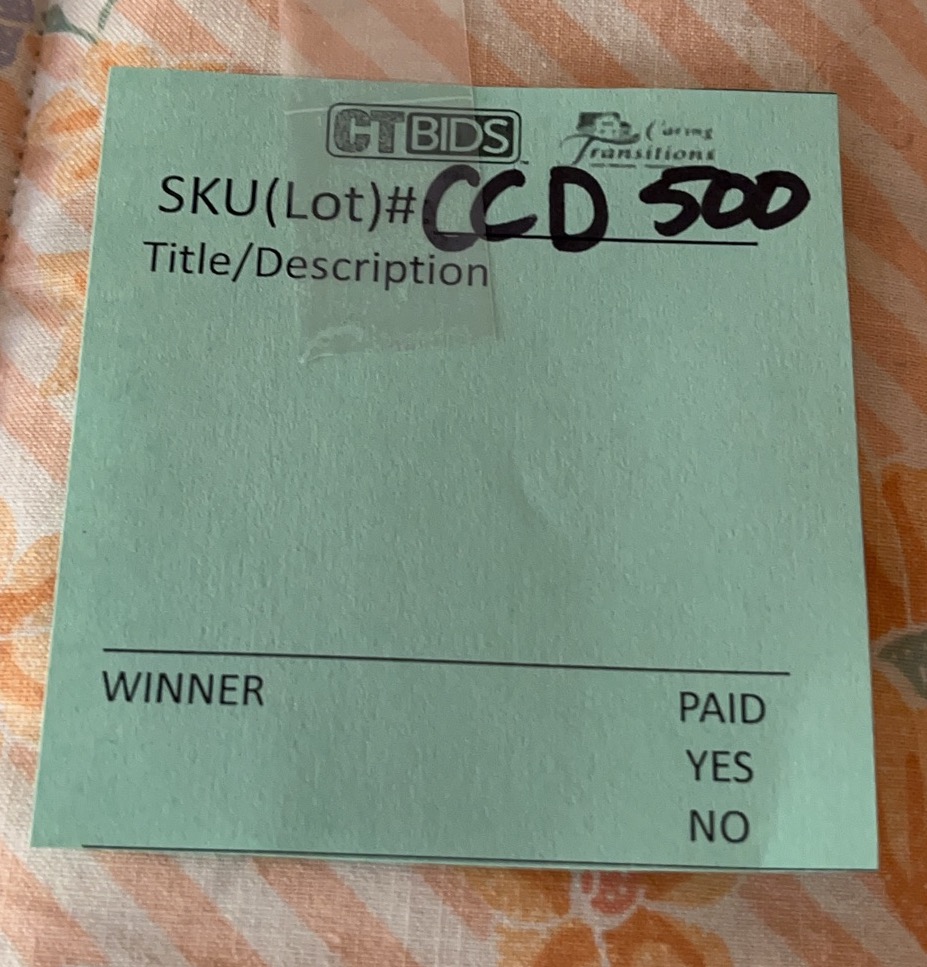 CTBIDS
Caring
Transitions
SKU(Lot)#: CCD 500
Title/Description
WINNER
PAID
YES
NO